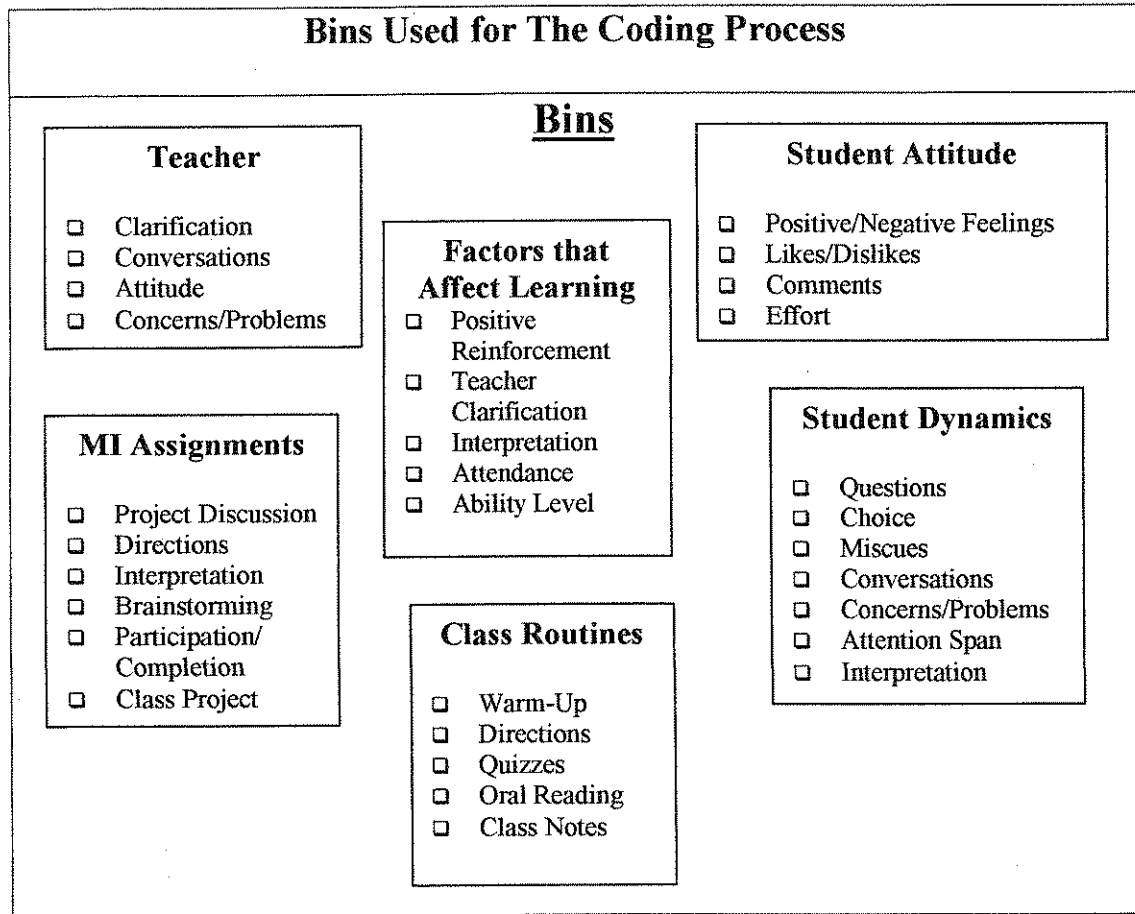 Bins Used for The Coding Process
Bins
Teacher
❑ Clarification
❑ Conversations
❑ Attitude
❑ Concerns/Problems
Factors that
Affect Learning
❑ Positive
Reinforcement
❑ Teacher
Clarification
❑ Interpretation
❑ Attendance
❑ Ability Level
Student Attitude
❑ Positive/Negative Feelings
❑ Likes/Dislikes
❑ Comments
❑ Effort
MI Assignments
❑ Project Discussion
❑ Directions
❑ Interpretation
❑ Brainstorming
❑ Participation/
Completion
❑ Class Project
Class Routines
❑ Warm-Up
❑ Directions
❑ Quizzes
❑ Oral Reading
❑ Class Notes
Student Dynamics
❑ Questions
❑ Choice
❑ Miscues
❑ Conversations
❑ Concerns/Problems
❑ Attention Span
❑ Interpretation